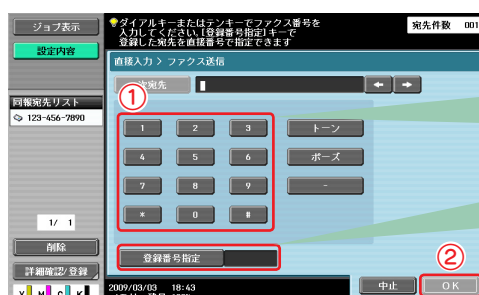 ジョブ表示
設定内容
ダイアルキーまたはテンキーでファクス番号を
入力してください。[登録番号指定]キーで
登録した宛先を直接番号で指定できます
宛先件数 001
直接入力 > ファクス送信
次宛先
①
同報宛先リスト
123-456-7890
1 2 3 トーン
4 5 6 ポーズ
7 8 9 -
* 0 #
1/ 1
削除
詳細確認/登録
登録番号指定
②
2009/03/03 18:43
中止 OK
Y M C K